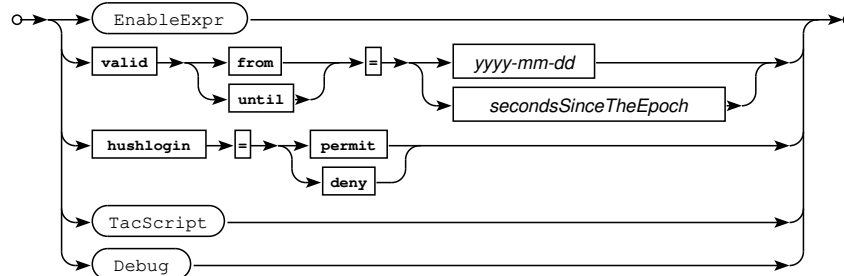 EnableExpr
valid from = yyyy-mm-dd
until secondsSinceTheEpoch
hushlogin = permit
deny
TacScript
Debug